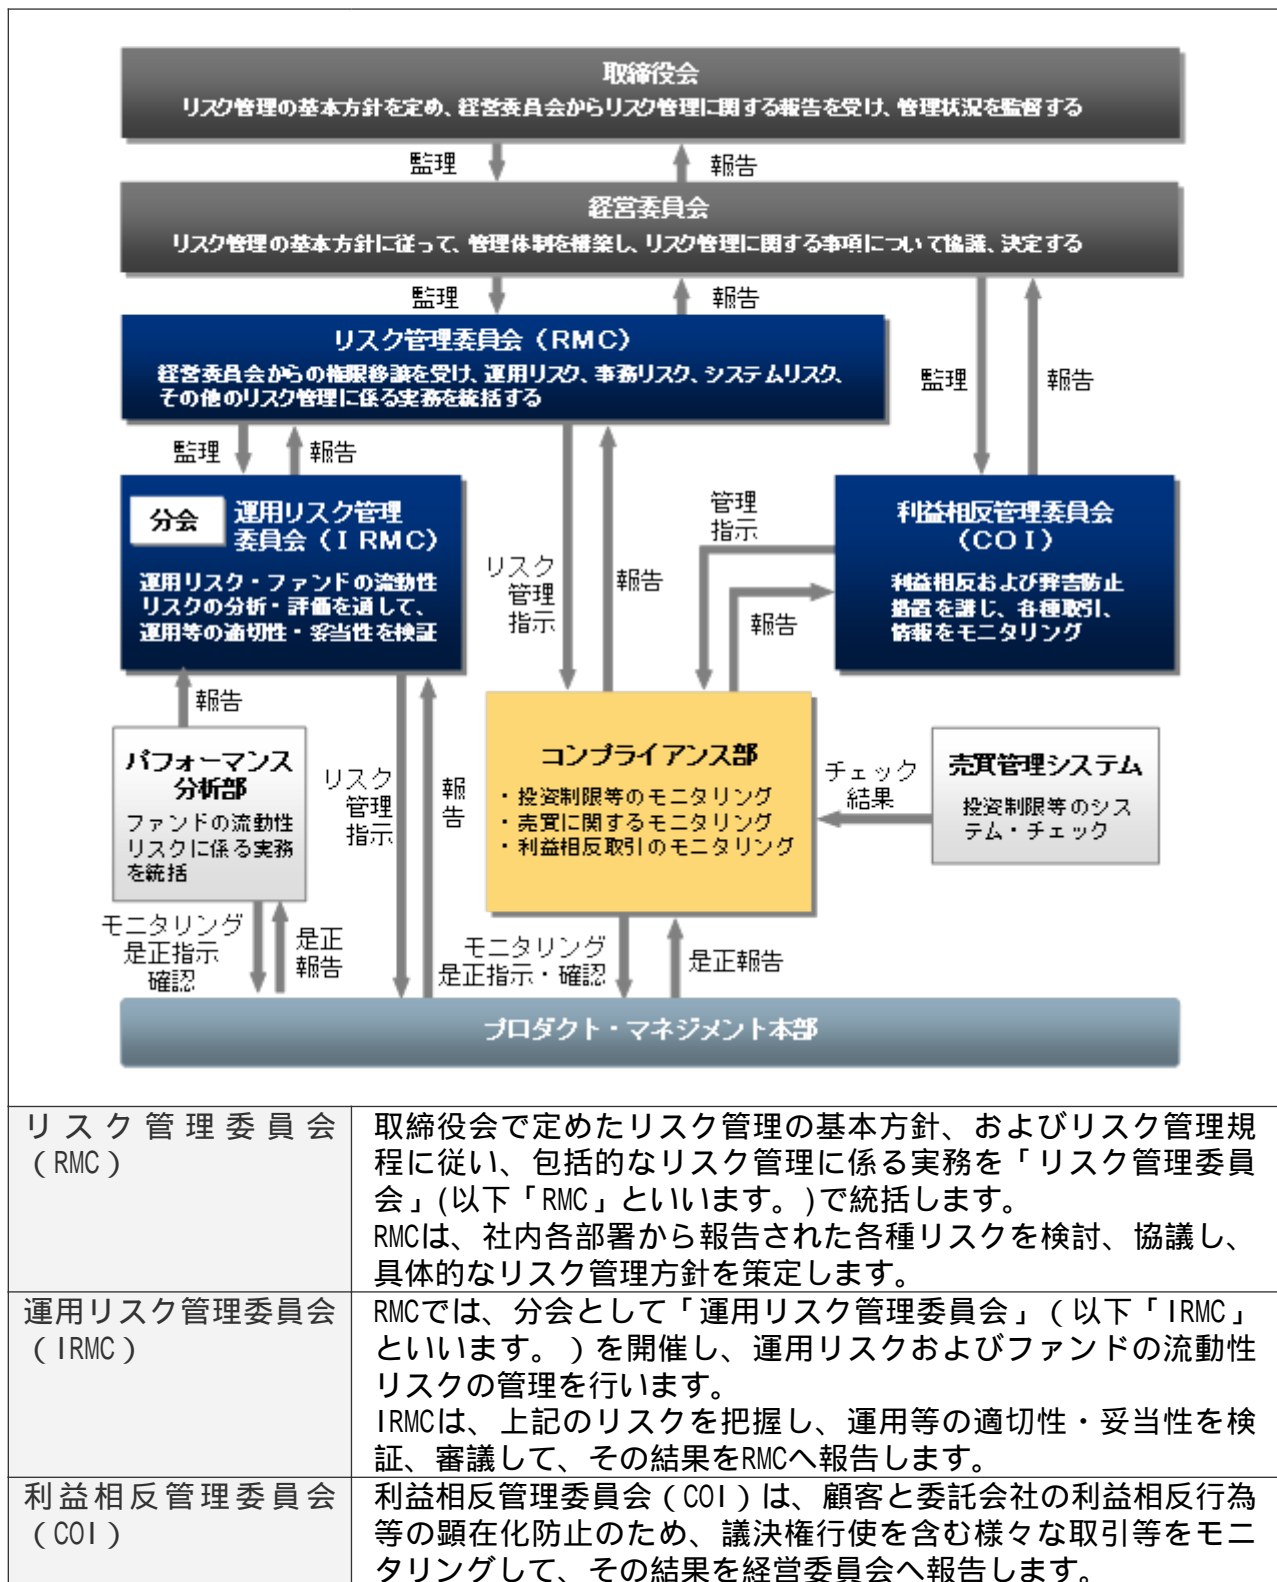 取締役会
リスク管理の基本方針を定め、経営委員会からリスク管理に関する報告を受け、管理状況を監督する
監理
報告
経営委員会
リスク管理の基本方針に従って、管理体制を構築し、リスク管理に関する事項について協議、決定する
監理
報告
リスク管理委員会（RMC）
経営委員会からの権限移譲を受け、運用リスク、事務リスク、システムリスク、
その他のリスク管理に係る実務を統括する
監理
報告
監理
報告
分会
運用リスク管理
委員会（IRMC）
運用リスク・ファンドの流動性
リスクの分析・評価を通して、
運用等の適切性・妥当性を検証
リスク
管理
指示
報告
管理
指示
報告
利益相反管理委員会
（COI）
利益相反および弊害防止
措置を講じ、各種取引、
情報をモニタリング
報告
パフォーマンス
分析部
ファンドの流動性
リスクに係る実務
を統括
リスク
管理
指示
報
告
コンプライアンス部
・投資制限等のモニタリング
・売買に関するモニタリング
・利益相反取引のモニタリング
チェック
結果
売買管理システム
投資制限等のシス
テム・チェック
モニタリング
是正指示
確認
是正
報告
モニタリング
是正指示・確認
是正報告
プロダクト・マネジメント本部
リスク管理委員会
（RMC）
取締役会で定めたリスク管理の基本方針、およびリスク管理規
程に従い、包括的なリスク管理に係る実務を「リスク管理委員
会」(以下「RMC」といいます。)で統括します。
RMCは、社内各部署から報告された各種リスクを検討、協議し、
具体的なリスク管理方針を策定します。
運用リスク管理委員会
（IRMC）
RMCでは、分会として「運用リスク管理委員会」（以下「IRMC」
といいます。）を開催し、運用リスクおよびファンドの流動性
リスクの管理を行います。
IRMCは、上記のリスクを把握し、運用等の適切性・妥当性を検
証、審議して、その結果をRMCへ報告します。
利益相反管理委員会
（COI）
利益相反管理委員会（COI）は、顧客と委託会社の利益相反行為
等の顕在化防止のため、議決権行使を含む様々な取引等をモニ
タリングして、その結果を経営委員会へ報告します。